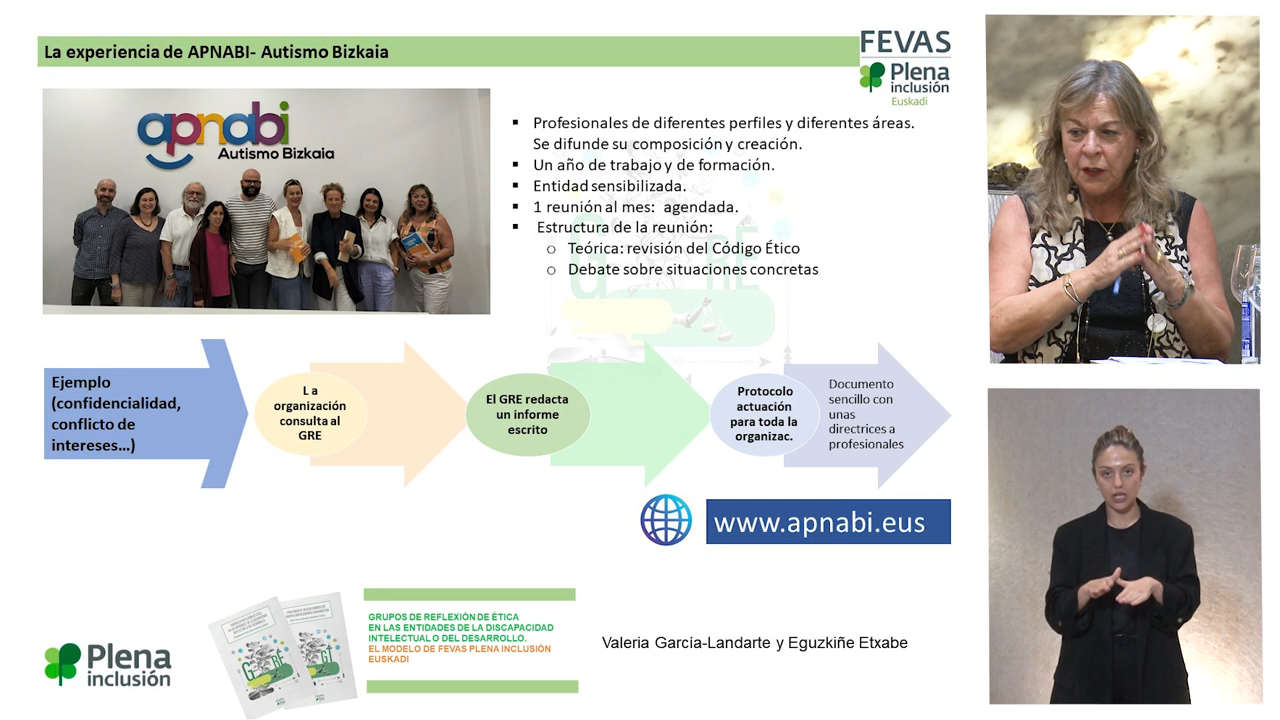 La experiencia de APNABI- Autismo Bizkaia
FEVAS
Plena
inclusión
Euskadi
apnabi
Autismo Bizkaia
▪ Profesionales de diferentes perfiles y diferentes áreas.
Se difunde su composición y creación.
▪ Un año de trabajo y de formación.
▪ Entidad sensibilizada.
▪ 1 reunión al mes: agendada.
▪ Estructura de la reunión:
o Teórica: revisión del Código Ético
o Debate sobre situaciones concretas
Ejemplo
(confidencialidad,
conflicto de
intereses…)
L a
organización
consulta al
GRE
El GRE redacta
un informe
escrito
Protocolo
actuación
para toda la
organizac.
Documento
sencillo con
unas
directrices a
profesionales
www.apnabi.eus
Plena
inclusión
GRUPOS DE REFLEXIÓN DE ÉTICA
EN LAS ENTIDADES DE LA DISCAPACIDAD
INTELECTUAL O DEL DESARROLLO.
EL MODELO DE FEVAS PLENA INCLUSIÓN
EUSKADI
Valeria García-Landarte y Eguzkiñe Etxabe